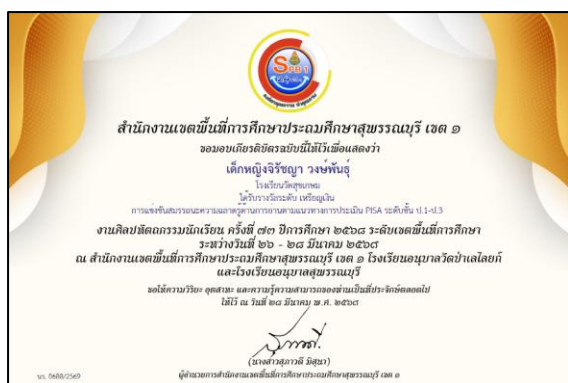 SPB 1
สำนักงานเขตพื้นที่การศึกษาประถมศึกษาสุพรรณบุรี เขต ๑
ขอมอบเกียรติบัตรฉบับนี้ให้ไว้เพื่อแสดงว่า
เด็กหญิงจิรัชญา วงษ์พันธุ์
โรงเรียนวัดสุขเกษม
ได้รับรางวัลระดับ เหรียญเงิน
การแข่งขันสมรรถนะความฉลาดรู้ด้านการอ่านตามแนวทางการประเมิน PISA ระดับชั้น ป.1-ป.3
งานศิลปหัตถกรรมนักเรียน ครั้งที่ ๗๓ ปีการศึกษา ๒๕๖๘ ระดับเขตพื้นที่การศึกษา
ระหว่างวันที่ ๒๖ - ๒๘ มีนาคม ๒๕๖๙
ณ สำนักงานเขตพื้นที่การศึกษาประถมศึกษาสุพรรณบุรี เขต ๑ โรงเรียนอนุบาลวัดป่าเลไลยก์
และโรงเรียนอนุบาลสุพรรณบุรี
ขอให้ความวิริยะ อุตสาหะ และความรู้ความสามารถของท่านเป็นที่ประจักษ์ตลอดไป
ให้ไว้ ณ วันที่ ๒๘ มีนาคม พ.ศ. ๒๕๖๙
(นางสาวสุภาวดี มิสุนา)
ผู้อำนวยการสำนักงานเขตพื้นที่การศึกษาประถมศึกษาสุพรรณบุรี เขต ๑
นร. 0688/2569